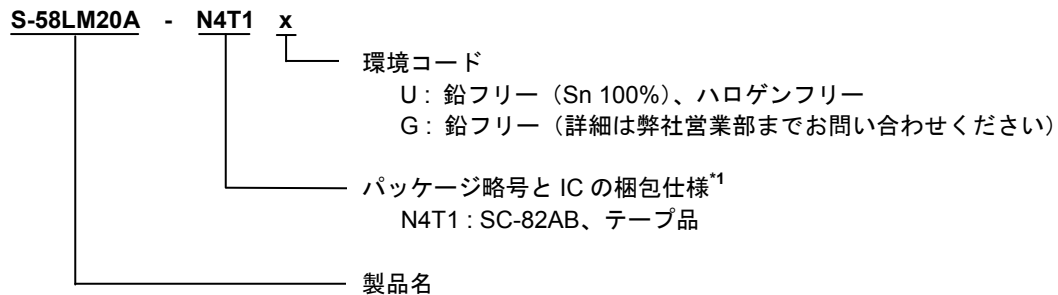 S-58LM20A - N4T1 x
環境コード
U : 鉛フリー（Sn 100%）、ハロゲンフリー
G : 鉛フリー（詳細は弊社営業部までお問い合わせください）
パッケージ略号と IC の梱包仕様*1
N4T1 : SC-82AB、テープ品
製品名